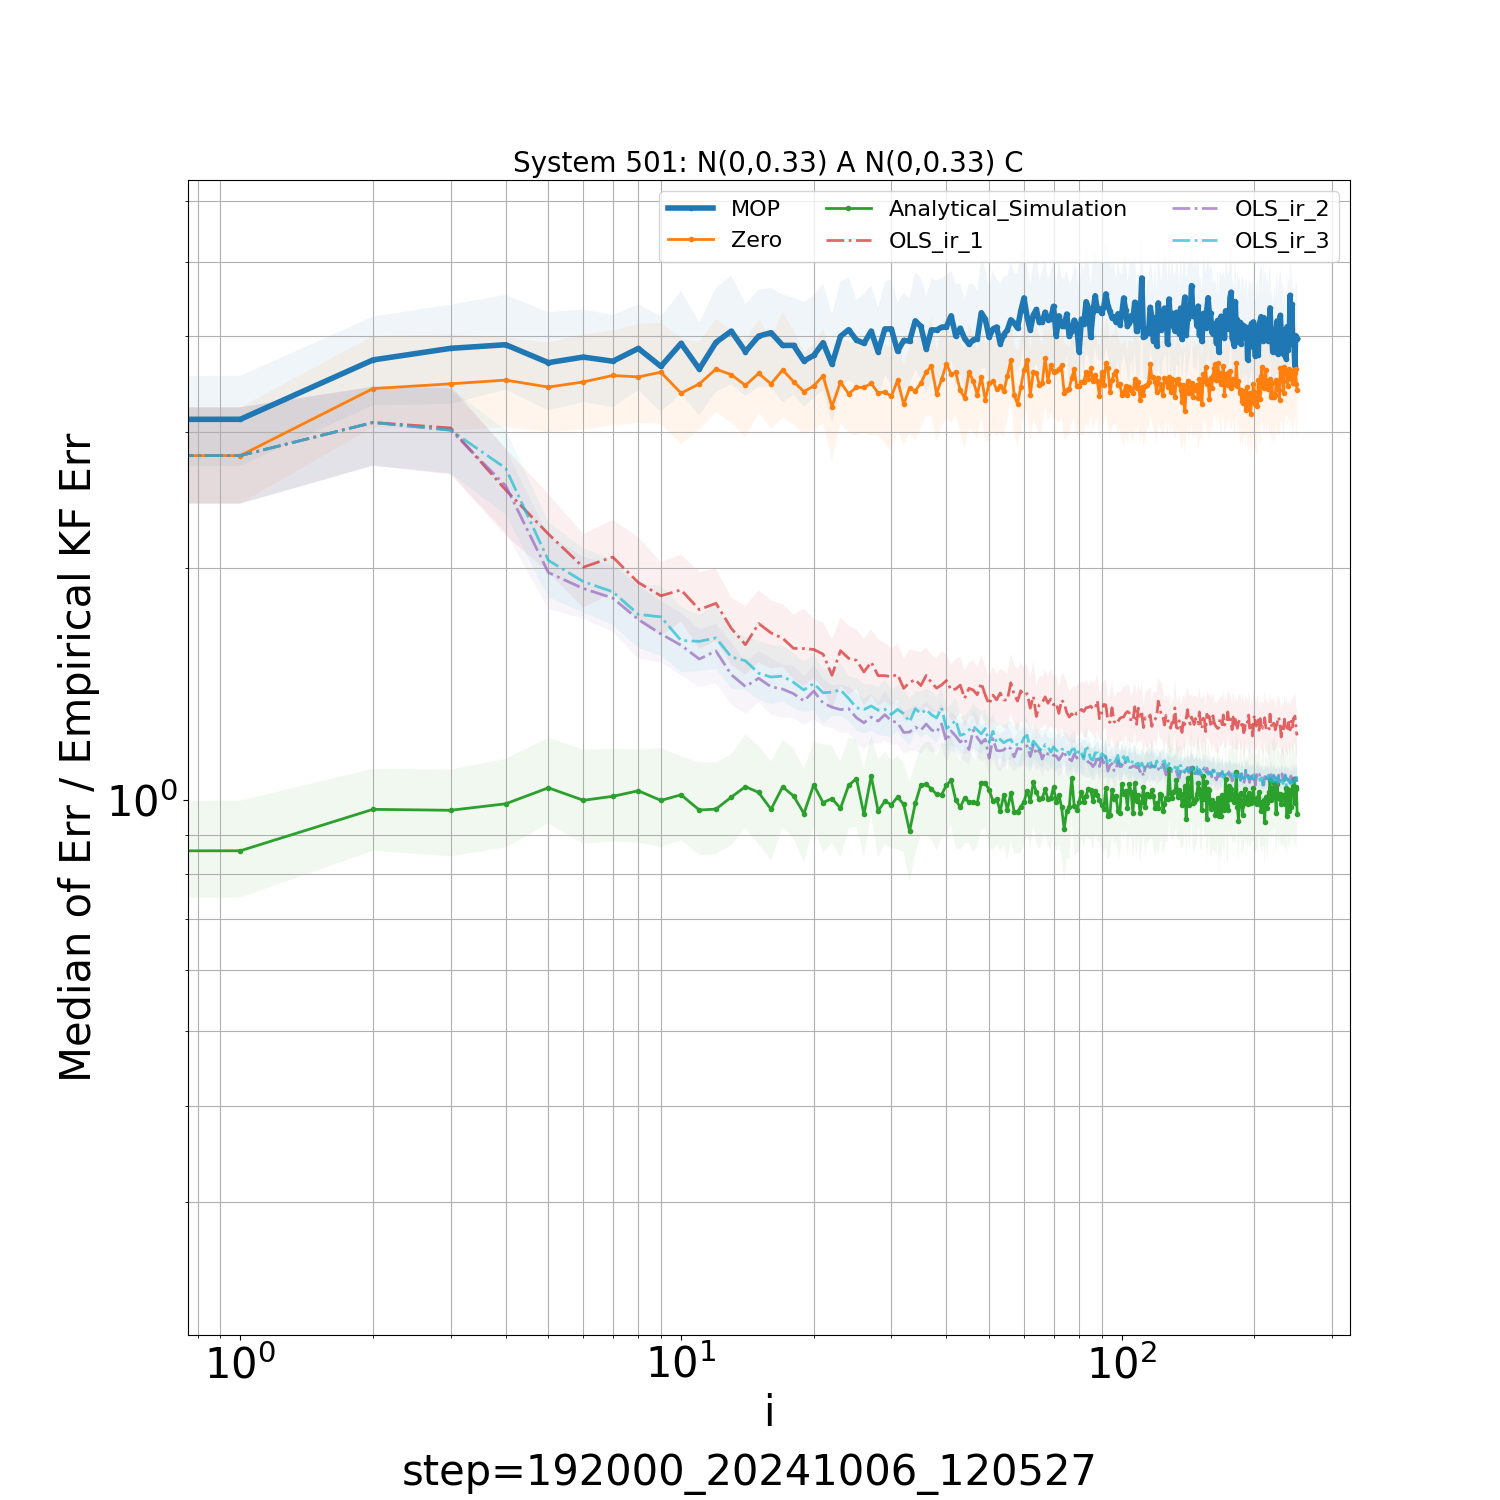 System 501: N(0,0.33) A N(0,0.33) C
MOP
Zero
Analytical_Simulation
OLS_ir_1
OLS_ir_2
OLS_ir_3
Median of Err / Empirical KF Err
10⁰
10⁰ 10¹ 10²
i
step=192000_20241006_120527